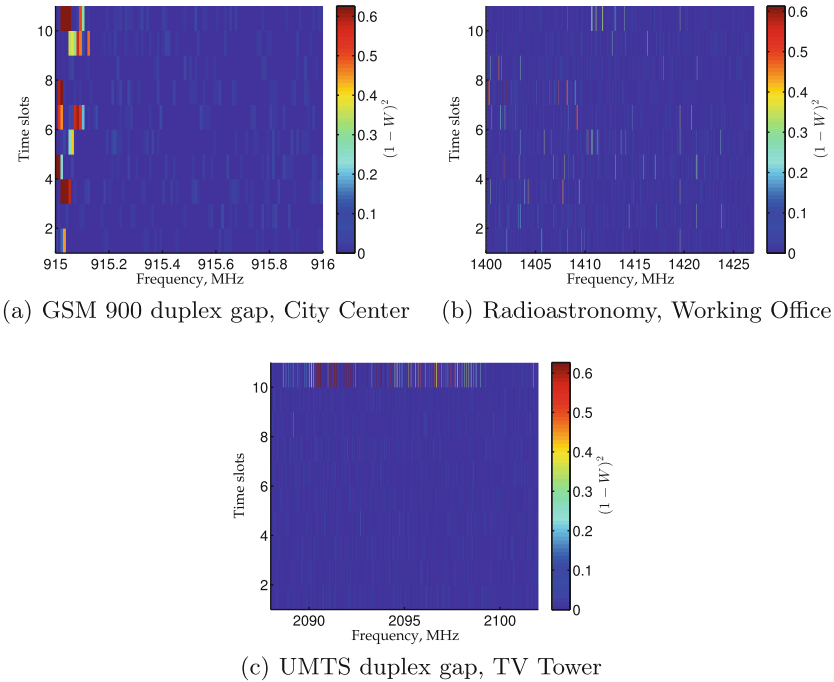 10
8
6
4
2
Time slots
915 915.2 915.4 915.6 915.8 916
Frequency, MHz
0.6
0.5
0.4
0.3
0.2
0.1
0
(1 − W)²
(a) GSM 900 duplex gap, City Center
10
8
6
4
2
Time slots
1400 1405 1410 1415 1420 1425
Frequency, MHz
0.6
0.5
0.4
0.3
0.2
0.1
0
(1 − W)²
(b) Radioastronomy, Working Office
10
8
6
4
2
Time slots
2090 2095 2100
Frequency, MHz
0.6
0.5
0.4
0.3
0.2
0.1
0
(1 − W)²
(c) UMTS duplex gap, TV Tower